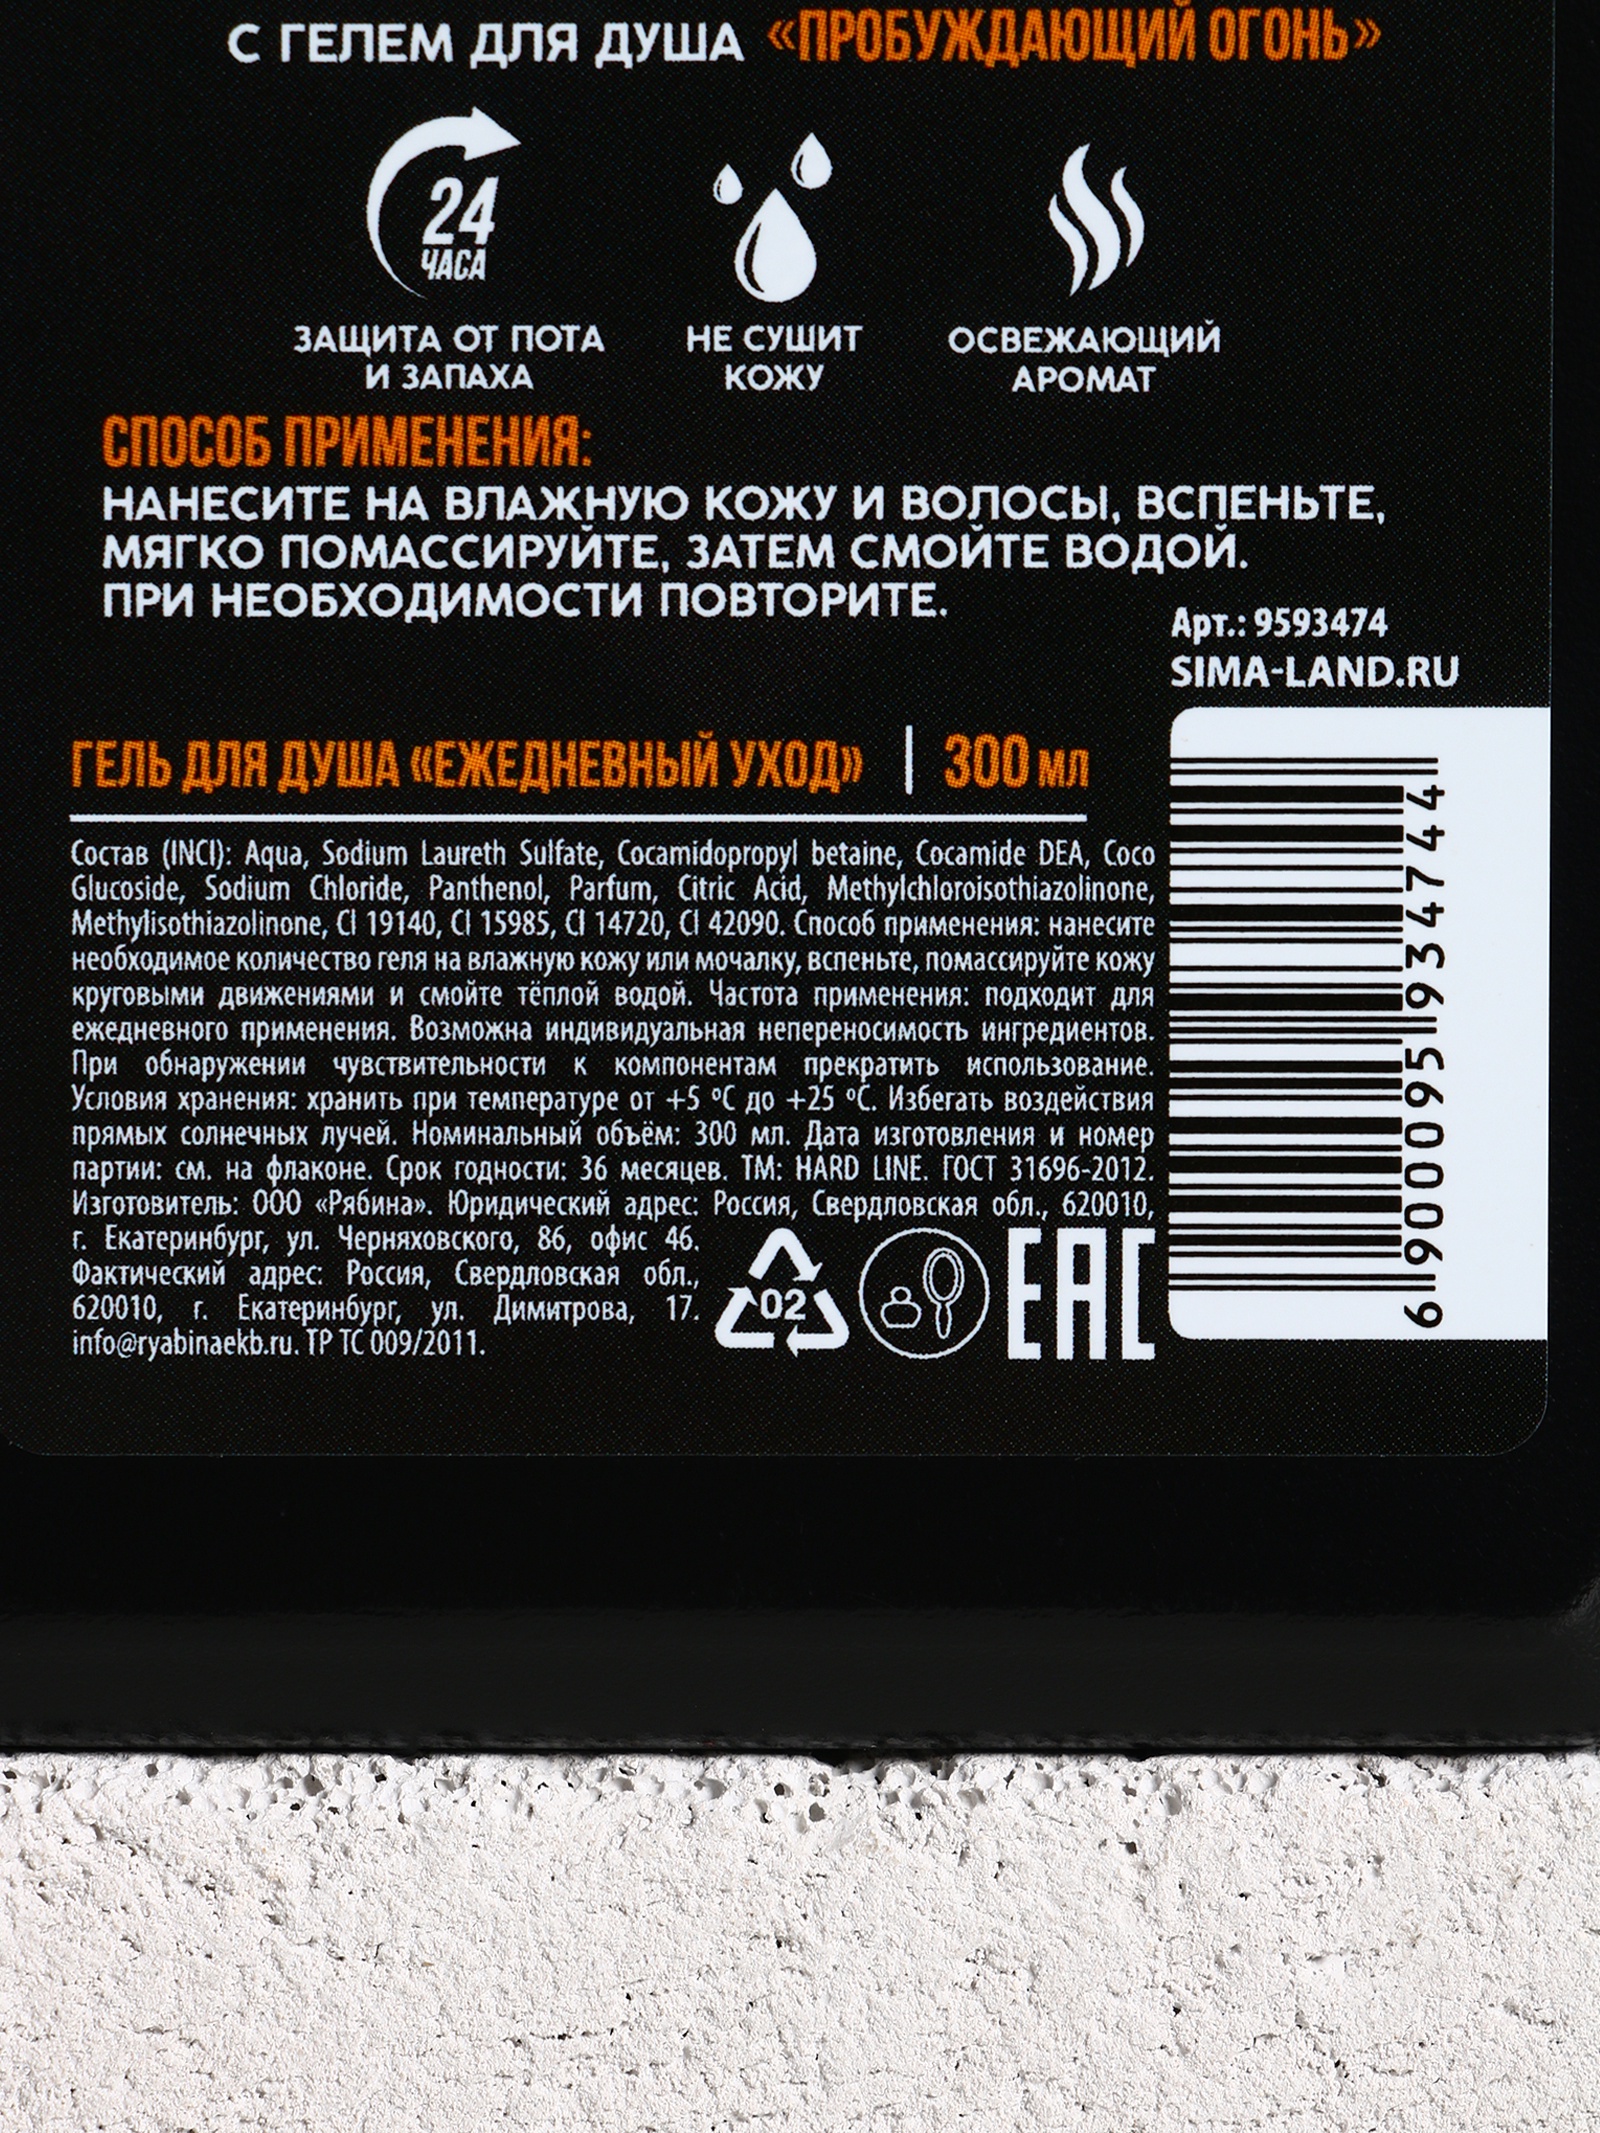 С ГЕЛЕМ ДЛЯ ДУША «ПРОБУЖДАЮЩИЙ ОГОНЬ»
24
ЧАСА
ЗАЩИТА ОТ ПОТА
И ЗАПАХА
НЕ СУШИТ
КОЖУ
ОСВЕЖАЮЩИЙ
АРОМАТ
СПОСОБ ПРИМЕНЕНИЯ:
НАНЕСИТЕ НА ВЛАЖНУЮ КОЖУ И ВОЛОСЫ, ВСПЕНЬТЕ,
МЯГКО ПОМАССИРУЙТЕ, ЗАТЕМ СМОЙТЕ ВОДОЙ.
ПРИ НЕОБХОДИМОСТИ ПОВТОРИТЕ.
Арт.: 9593474
SIMA-LAND.RU
ГЕЛЬ ДЛЯ ДУША «ЕЖЕДНЕВНЫЙ УХОД» | 300 мл
Состав (INCI): Aqua, Sodium Laureth Sulfate, Cocamidopropyl betaine, Cocamide DEA, Coco
Glucoside, Sodium Chloride, Panthenol, Parfum, Citric Acid, Methylchloroisothiazolinone,
Methylisothiazolinone, CI 19140, CI 15985, CI 14720, CI 42090. Способ применения: нанесите
необходимое количество геля на влажную кожу или мочалку, вспеньте, помассируйте кожу
круговыми движениями и смойте тёплой водой. Частота применения: подходит для
ежедневного применения. Возможна индивидуальная непереносимость ингредиентов.
При обнаружении чувствительности к компонентам прекратить использование.
Условия хранения: хранить при температуре от +5 °С до +25 °С. Избегать воздействия
прямых солнечных лучей. Номинальный объём: 300 мл. Дата изготовления и номер
партии: см. на флаконе. Срок годности: 36 месяцев. ТМ: HARD LINE. ГОСТ 31696-2012.
Изготовитель: ООО «Рябина». Юридический адрес: Россия, Свердловская обл., 620010,
г. Екатеринбург, ул. Черняховского, 86, офис 46.
Фактический адрес: Россия, Свердловская обл.,
620010, г. Екатеринбург, ул. Димитрова, 17.
info@ryabinaekb.ru. ТР ТС 009/2011.
02
EAC
6 900095 934744